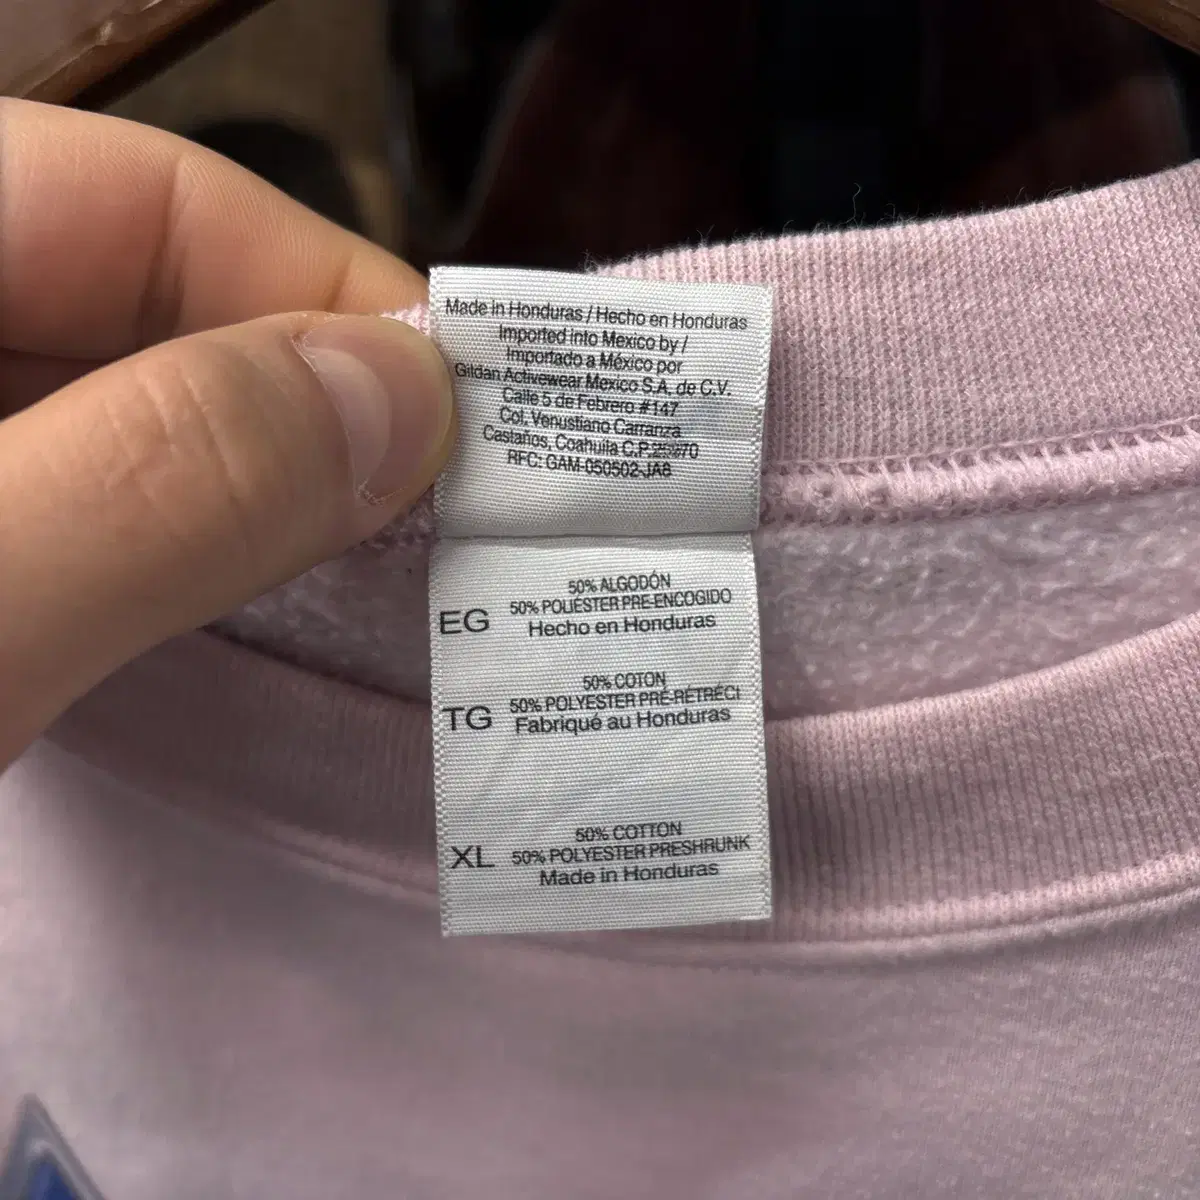 Made in Honduras / Hecho en Honduras
Imported into Mexico by /
Importado a México por
Gildan Activewear Mexico S.A. de C.V.
Calle 5 de Febrero #147
Col. Venustiano Carranza
Castaños, Coahuila C.P.
RFC: GAM-050502-JA8
EG
50% ALGODÓN
50% POLIÉSTER PRE-ENCOGIDO
Hecho en Honduras
TG
50% COTON
50% POLYESTER PRÉ-RÉTRÉCI
Fabriqué au Honduras
XL
50% COTTON
50% POLYESTER PRESHRUNK
Made in Honduras